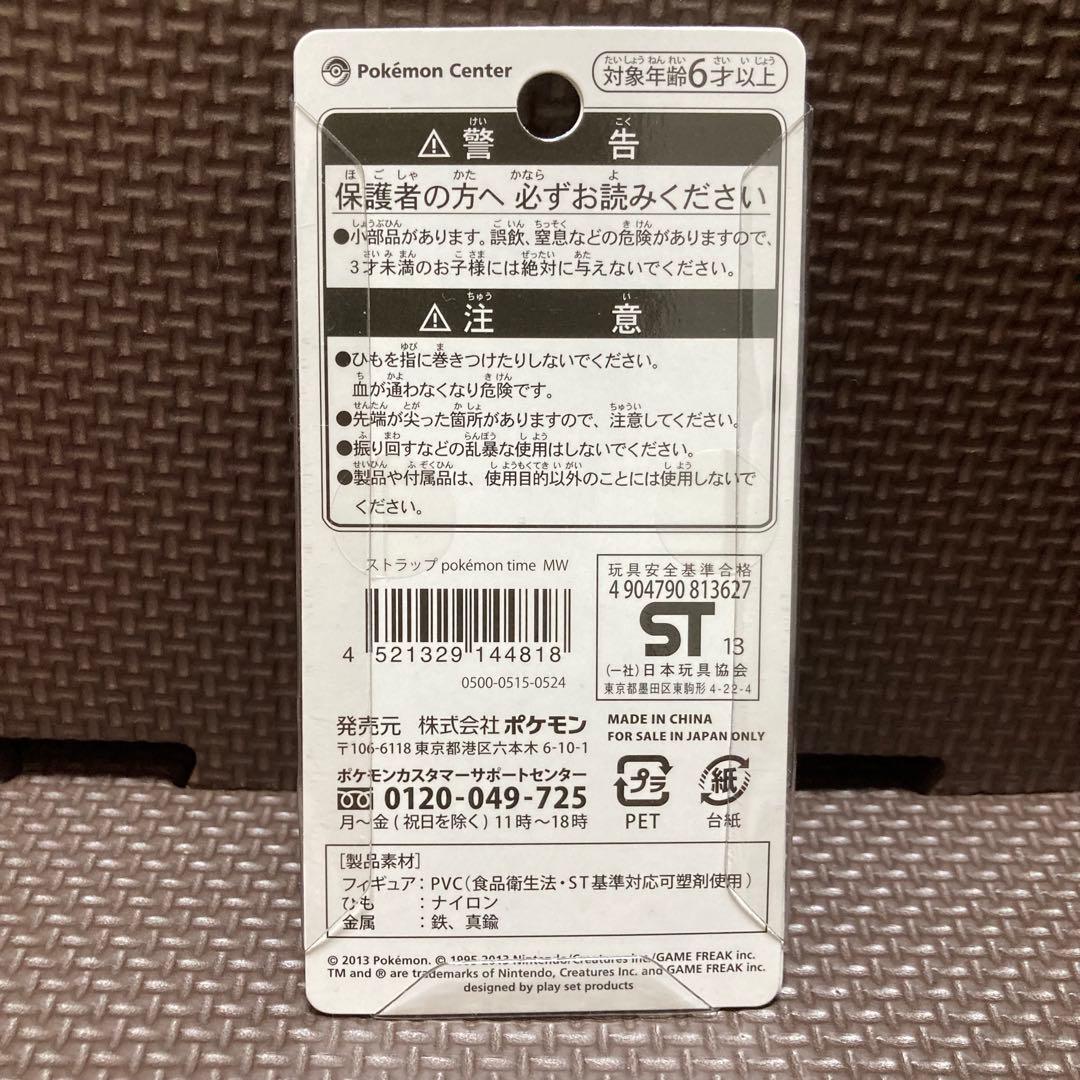 Pokémon Center
たいしょうねんれい さい いじょう
対象年齢6才以上
けい こく
⚠警告
ほごしゃ かた かなら よ
保護者の方へ 必ずお読みください
しょうぶひん ごいん ちっそく きけん
●小部品があります。誤飲、窒息などの危険がありますので、
さいみまん こさま ぜったい あた
3才未満のお子様には絶対に与えないでください。
ちゅう い
⚠注意
ゆび ま
●ひもを指に巻きつけたりしないでください。
ち かよ きけん
血が通わなくなり危険です。
せんたん とが かしょ ちゅうい
●先端が尖った箇所がありますので、注意してください。
ふ まわ らんぼう しよう
●振り回すなどの乱暴な使用はしないでください。
せいひん ふぞくひん しようもくてきいがい しよう
●製品や付属品は、使用目的以外のことには使用しないで
ください。
ストラップ pokémon time MW
4 521329 144818
0500-0515-0524
玩具安全基準合格
4 904790 813627
ST 13
(一社)日本玩具協会
東京都墨田区東駒形 4-22-4
発売元 株式会社 ポケモン
〒106-6118 東京都港区六本木 6-10-1
ポケモンカスタマーサポートセンター
0120-049-725
月〜金(祝日を除く)11時〜18時
MADE IN CHINA
FOR SALE IN JAPAN ONLY
プラ
PET
紙
台紙
[製品素材]
フィギュア:PVC(食品衛生法・ST基準対応可塑剤使用)
ひも :ナイロン
金属 :鉄、真鍮
© 2013 Pokémon. © 1995-2013 Nintendo/Creatures Inc./GAME FREAK inc.
TM and ® are trademarks of Nintendo, Creatures Inc. and GAME FREAK inc.
designed by play set products